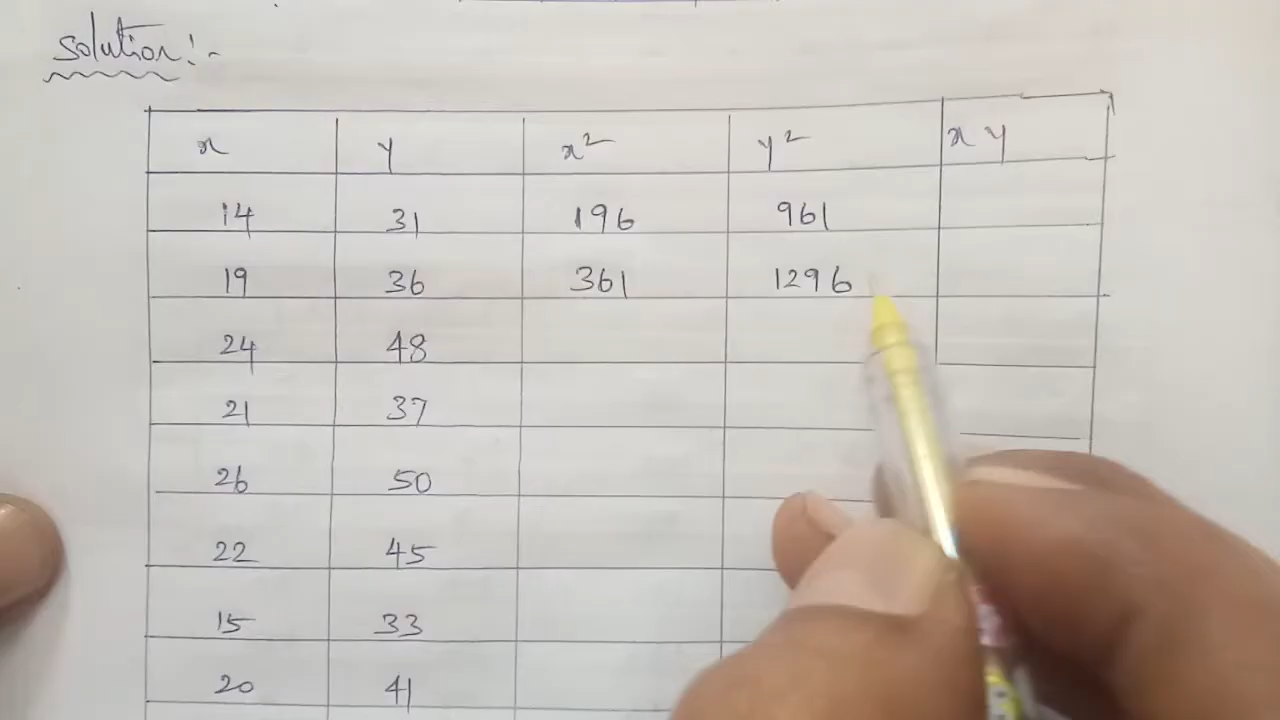 Solution:-
x y x² y² xy
14 31 196 961
19 36 361 1296
24 48
21 37
26 50
22 45
15 33
20 41